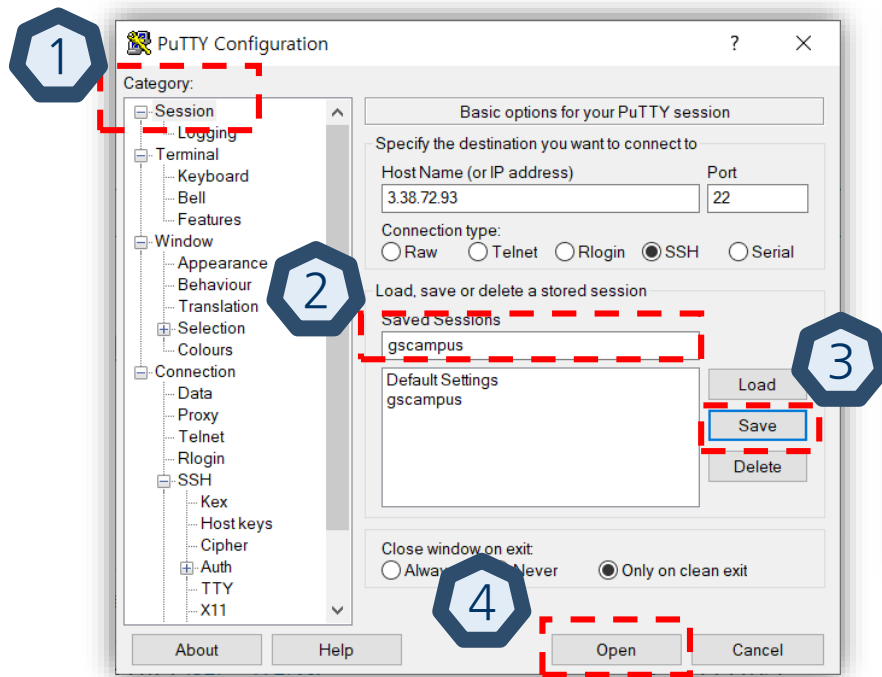 1
PuTTY Configuration
?
Category:
Session
Logging
Terminal
Keyboard
Bell
Features
Window
Appearance
Behaviour
Translation
Selection
Colours
Connection
Data
Proxy
Telnet
Rlogin
SSH
Kex
Host keys
Cipher
Auth
TTY
X11
Basic options for your PuTTY session
Specify the destination you want to connect to
Host Name (or IP address) Port
3.38.72.93 22
Connection type:
Raw Telnet Rlogin SSH Serial
2
Load, save or delete a stored session
Saved Sessions
gscampus
3
Default Settings
gscampus
Load
Save
Delete
Close window on exit:
Alway Never Only on clean exit
4
About Help Open Cancel